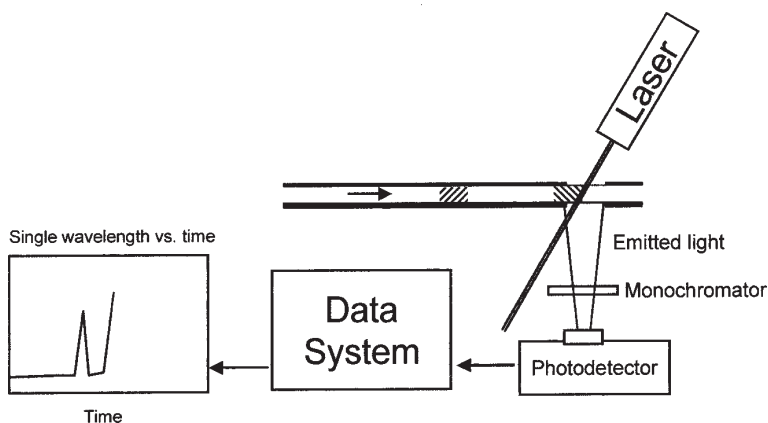 Laser
Emitted light
Monochromator
Photodetector
Data
System
Single wavelength vs. time
Time